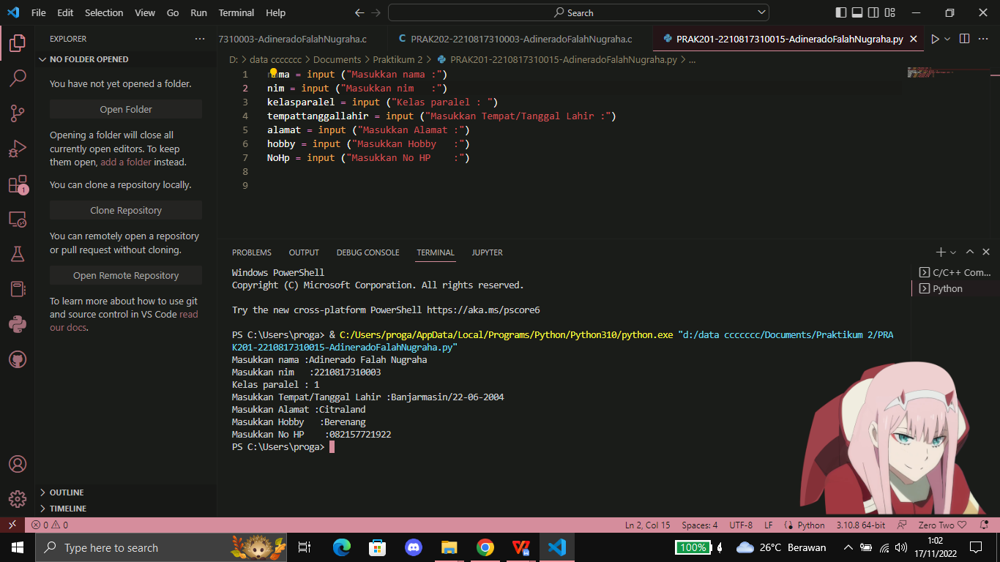 File Edit Selection View Go Run Terminal Help
Search
EXPLORER
7310003-AdineradoFalahNugraha.c
C PRAK202-2210817310003-AdineradoFalahNugraha.c
PRAK201-2210817310015-AdineradoFalahNugraha.py
NO FOLDER OPENED
D: > data ccccccc > Documents > Praktikum 2 > PRAK201-2210817310015-AdineradoFalahNugraha.py > ...
You have not yet opened a folder.
Open Folder
Opening a folder will close all
currently open editors. To keep
them open, add a folder instead.
You can clone a repository locally.
Clone Repository
You can remotely open a repository
or pull request without cloning.
Open Remote Repository
To learn more about how to use git
and source control in VS Code read
our docs.
1
OUTLINE
TIMELINE
1 nama = input ("Masukkan nama :")
2 nim = input ("Masukkan nim   :")
3 kelasparalel = input ("Kelas paralel : ")
4 tempattanggallahir = input ("Masukkan Tempat/Tanggal Lahir :")
5 alamat = input ("Masukkan Alamat :")
6 hobby = input ("Masukkan Hobby   :")
7 NoHp = input ("Masukkan No HP    :")
8
9
PROBLEMS OUTPUT DEBUG CONSOLE TERMINAL JUPYTER
C/C++ Com...
Python
Windows PowerShell
Copyright (C) Microsoft Corporation. All rights reserved.
Try the new cross-platform PowerShell https://aka.ms/pscore6
PS C:\Users\proga> & C:/Users/proga/AppData/Local/Programs/Python/Python310/python.exe "d:/data ccccccc/Documents/Praktikum 2/PRA
K201-2210817310015-AdineradoFalahNugraha.py"
Masukkan nama :Adinerado Falah Nugraha
Masukkan nim   :2210817310003
Kelas paralel : 1
Masukkan Tempat/Tanggal Lahir :Banjarmasin/22-06-2004
Masukkan Alamat :Citraland
Masukkan Hobby   :Berenang
Masukkan No HP    :082157721922
PS C:\Users\proga>
0 0
Ln 2, Col 15 Spaces: 4 UTF-8 LF Python 3.10.8 64-bit Zero Two
Type here to search
100%
26°C Berawan
1:02
17/11/2022